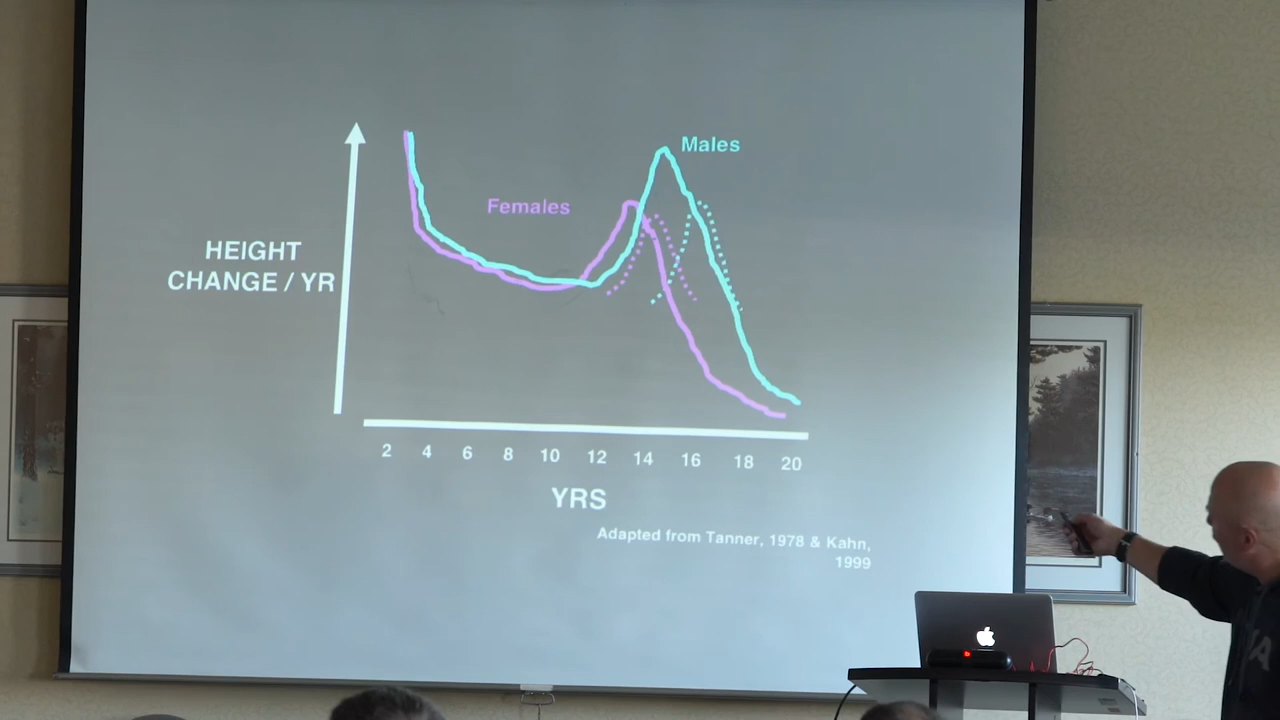 Males
Females
HEIGHT
CHANGE / YR
2 4 6 8 10 12 14 16 18 20
YRS
Adapted from Tanner, 1978 & Kahn,
1999